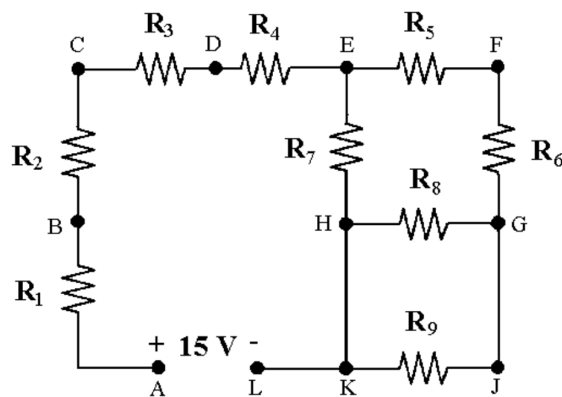 C R₃ D R₄ E R₅ F
R₂ R₇ R₆
R₈
B H G
R₁
R₉
+ 15 V -
A L K J